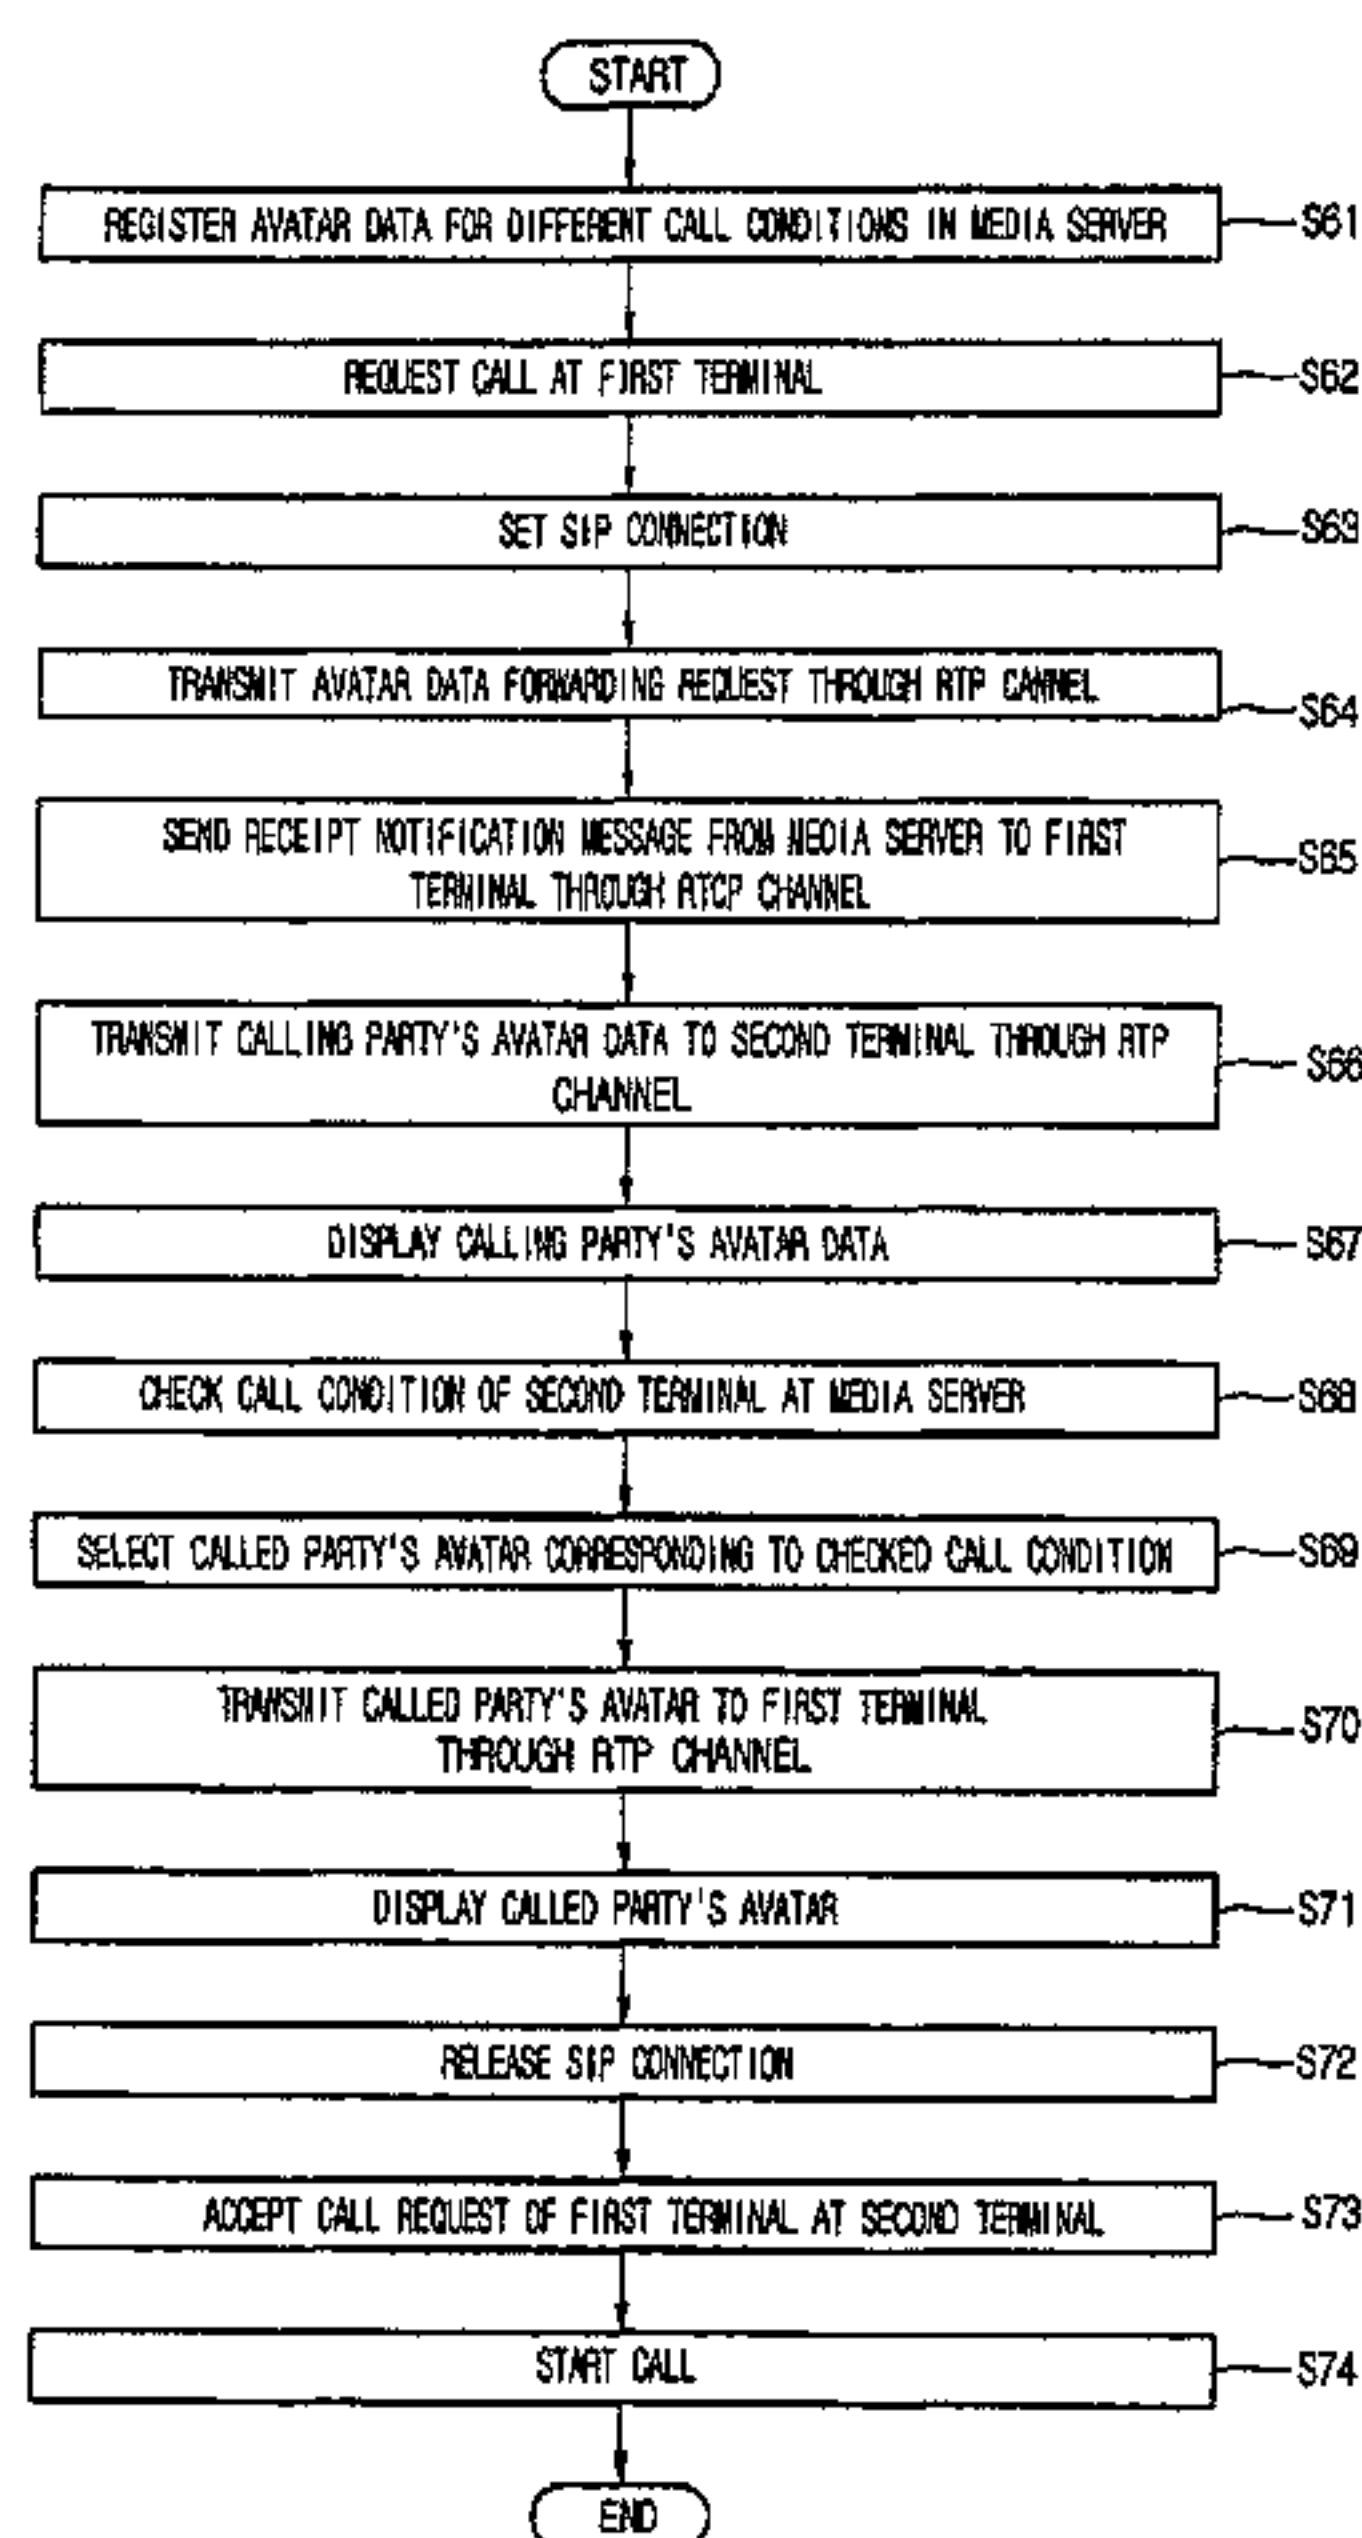 START
REGISTER AVATAR DATA FOR DIFFERENT CALL CONDITIONS IN MEDIA SERVER
S61
REQUEST CALL AT FIRST TERMINAL
S62
SET SIP CONNECTION
S63
TRANSMIT AVATAR DATA FORWARDING REQUEST THROUGH RTP CANNEL
S64
SEND RECEIPT NOTIFICATION MESSAGE FROM MEDIA SERVER TO FIRST
TERMINAL THROUGH RTCP CHANNEL
S65
TRANSMIT CALLING PARTY'S AVATAR DATA TO SECOND TERMINAL THROUGH RTP
CHANNEL
S66
DISPLAY CALLING PARTY'S AVATAR DATA
S67
CHECK CALL CONDITION OF SECOND TERMINAL AT MEDIA SERVER
S68
SELECT CALLED PARTY'S AVATAR CORRESPONDING TO CHECKED CALL CONDITION
S69
TRANSMIT CALLED PARTY'S AVATAR TO FIRST TERMINAL
THROUGH RTP CHANNEL
S70
DISPLAY CALLED PARTY'S AVATAR
S71
RELEASE SIP CONNECTION
S72
ACCEPT CALL REQUEST OF FIRST TERMINAL AT SECOND TERMINAL
S73
START CALL
S74
END